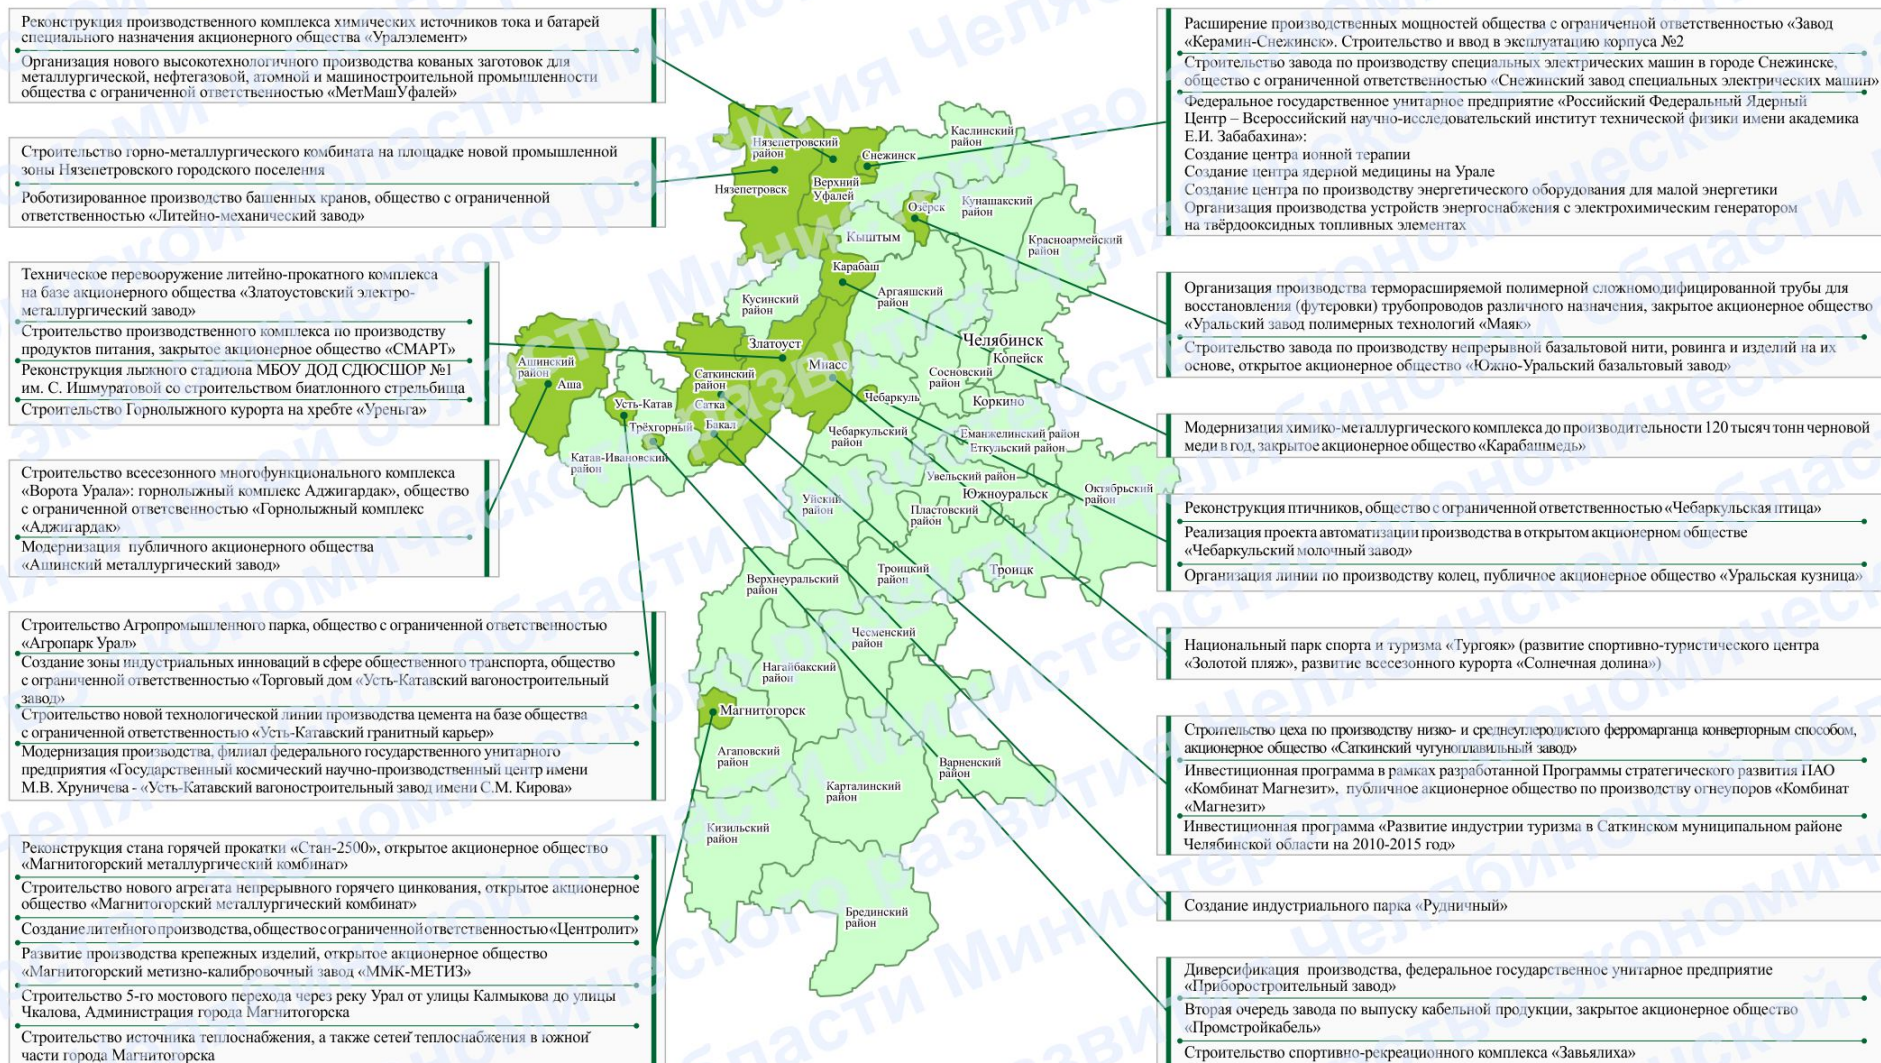 Реконструкция производственного комплекса химических источников тока и батарей
специального назначения акционерного общества «Уралэлемент»
Организация нового высокотехнологичного производства кованых заготовок для
металлургической, нефтегазовой, атомной и машиностроительной промышленности
общества с ограниченной ответственностью «МетМашУфалей»
Строительство горно-металлургического комбината на площадке новой промышленной
зоны Нязепетровского городского поселения
Роботизированное производство башенных кранов, общество с ограниченной
ответственностью «Литейно-механический завод»
Техническое перевооружение литейно-прокатного комплекса
на базе акционерного общества «Златоустовский электро-
металлургический завод»
Строительство производственного комплекса по производству
продуктов питания, закрытое акционерное общество «СМАРТ»
Реконструкция лыжного стадиона МБОУ ДОД СДЮСШОР №1
им. С. Ишмуратовой со строительством биатлонного стрельбища
Строительство Горнолыжного курорта на хребте «Уреньга»
Строительство всесезонного многофункционального комплекса
«Ворота Урала»: горнолыжный комплекс Аджигардак», общество
с ограниченной ответсвенностью «Горнолыжный комплекс
«Аджигардак»
Модернизация публичного акционерного общества
«Ашинский металлургический завод»
Строительство Агропромышленного парка, общество с ограниченной ответственностью
«Агропарк Урал»
Создание зоны индустриальных инноваций в сфере общественного транспорта, общество
с ограниченной ответственностью «Торговый дом «Усть-Катавский вагоностроительный
завод»
Строительство новой технологической линии производства цемента на базе общества
с ограниченной ответственностью «Усть-Катавский гранитный карьер»
Модернизация производства, филиал федерального государственного унитарного
предприятия «Государственный космический научно-производственный центр имени
М.В. Хруничева - «Усть-Катавский вагоностроительный завод имени С.М. Кирова»
Реконструкция стана горячей прокатки «Стан-2500», открытое акционерное общество
«Магнитогорский металлургический комбинат»
Строительство нового агрегата непрерывного горячего цинкования, открытое акционерное
общество «Магнитогорский металлургический комбинат»
Создание литейного производства, общество с ограниченной ответственностью «Центролит»
Развитие производства крепежных изделий, открытое акционерное общество
«Магнитогорский метизно-калибровочный завод «ММК-МЕТИЗ»
Строительство 5-го мостового перехода через реку Урал от улицы Калмыкова до улицы
Чкалова, Администрация города Магнитогорска
Строительство источника теплоснабжения, а также сетей теплоснабжения в южной
части города Магнитогорска
Нязепетровский
район
Нязепетровск
Верхний
Уфалей
Снежинск
Каслинский
район
Озёрск
Кунашакский
район
Кыштым
Красноармейский
район
Карабаш
Аргаяшский
район
Кусинский
район
Златоуст
Челябинск
Копейск
Ашинский
район
Аша
Саткинский
район
Миасс
Сосновский
район
Сатка
Чебаркуль
Коркино
Усть-Катав
Трёхгорный
Бакал
Чебаркульский
район
Еманжелинский район
Еткульский район
Катав-Ивановский
район
Увельский район
Южноуральск
Октябрьский
район
Уйский
район
Пластовский
район
Троицкий
район
Троицк
Верхнеуральский
район
Чесменский
район
Нагайбакский
район
Магнитогорск
Агаповский
район
Варненский
район
Карталинский
район
Кизильский
район
Брединский
район
Расширение производственных мощностей общества с ограниченной ответственностью «Завод
«Керамин-Снежинск». Строительство и ввод в эксплуатацию корпуса №2
Строительство завода по производству специальных электрических машин в городе Снежинске,
общество с ограниченной ответственностью «Снежинский завод специальных электрических машин»
Федеральное государственное унитарное предприятие «Российский Федеральный Ядерный
Центр – Всероссийский научно-исследовательский институт технической физики имени академика
Е.И. Забабахина»:
Создание центра ионной терапии
Создание центра ядерной медицины на Урале
Создание центра по производству энергетического оборудования для малой энергетики
Организация производства устройств энергоснабжения с электрохимическим генератором
на твёрдооксидных топливных элементах
Организация производства терморасширяемой полимерной сложномодифицированной трубы для
восстановления (футеровки) трубопроводов различного назначения, закрытое акционерное общество
«Уральский завод полимерных технологий «Маяк»
Строительство завода по производству непрерывной базальтовой нити, ровинга и изделий на их
основе, открытое акционерное общество «Южно-Уральский базальтовый завод»
Модернизация химико-металлургического комплекса до производительности 120 тысяч тонн черновой
меди в год, закрытое акционерное общество «Карабашмедь»
Реконструкция птичников, общество с ограниченной ответственностью «Чебаркульская птица»
Реализация проекта автоматизации производства в открытом акционерном обществе
«Чебаркульский молочный завод»
Организация линии по производству колец, публичное акционерное общество «Уральская кузница»
Национальный парк спорта и туризма «Тургояк» (развитие спортивно-туристического центра
«Золотой пляж», развитие всесезонного курорта «Солнечная долина»)
Строительство цеха по производству низко- и среднеуглеродистого ферромарганца конверторным способом,
акционерное общество «Саткинский чугуноплавильный завод»
Инвестиционная программа в рамках разработанной Программы стратегического развития ПАО
«Комбинат Магнезит», публичное акционерное общество по производству огнеупоров «Комбинат
«Магнезит»
Инвестиционная программа «Развитие индустрии туризма в Саткинском муниципальном районе
Челябинской области на 2010-2015 год»
Создание индустриального парка «Рудничный»
Диверсификация производства, федеральное государственное унитарное предприятие
«Приборостроительный завод»
Вторая очередь завода по выпуску кабельной продукции, закрытое акционерное общество
«Промстройкабель»
Строительство спортивно-рекреационного комплекса «Завьялиха»